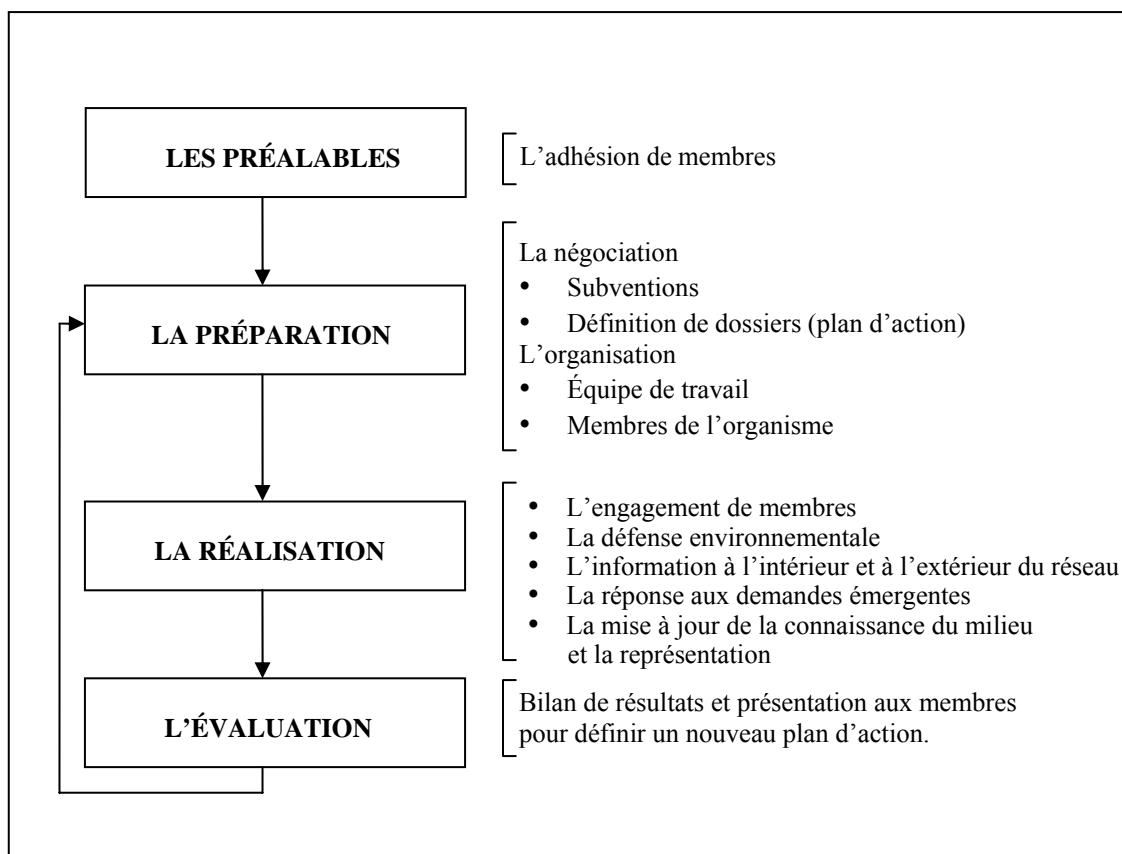 LES PRÉALABLES
L’adhésion de membres
LA PRÉPARATION
La négociation
• Subventions
• Définition de dossiers (plan d’action)
L’organisation
• Équipe de travail
• Membres de l’organisme
LA RÉALISATION
• L’engagement de membres
• La défense environnementale
• L’information à l’intérieur et à l’extérieur du réseau
• La réponse aux demandes émergentes
• La mise à jour de la connaissance du milieu
et la représentation
L’ÉVALUATION
Bilan de résultats et présentation aux membres
pour définir un nouveau plan d’action.